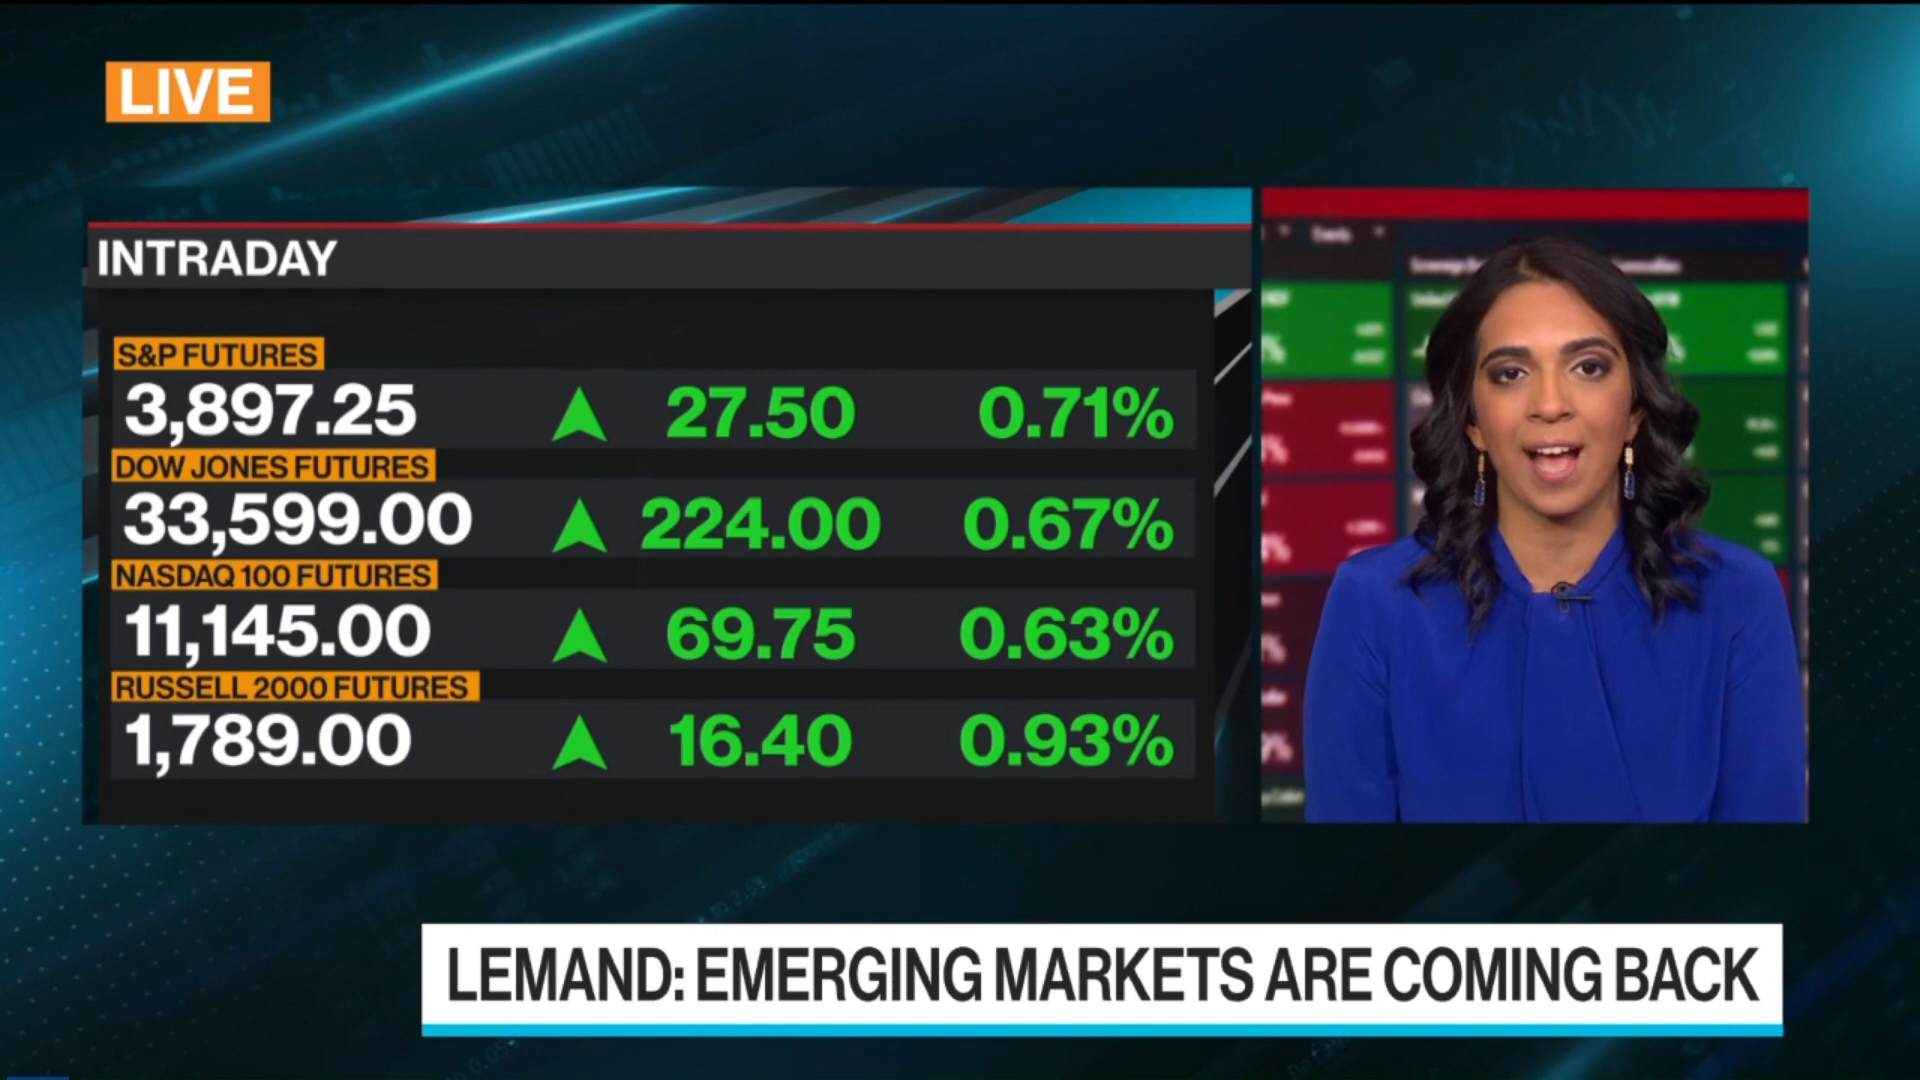 LIVE
INTRADAY
S&P FUTURES
3,897.25 ▲ 27.50 0.71%
DOW JONES FUTURES
33,599.00 ▲ 224.00 0.67%
NASDAQ 100 FUTURES
11,145.00 ▲ 69.75 0.63%
RUSSELL 2000 FUTURES
1,789.00 ▲ 16.40 0.93%
LEMAND: EMERGING MARKETS ARE COMING BACK